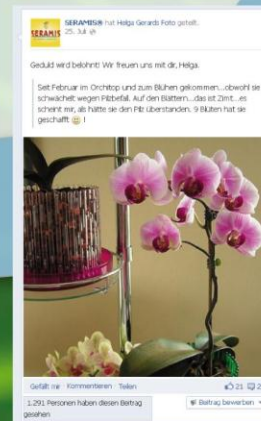 SERAMIS® hat Helga Gerards Foto geteilt.
25. Juli
Geduld wird belohnt! Wir freuen uns mit dir, Helga.
Seit Februar im Orchitop und zum Blühen gekommen...obwohl sie
schwächelt wegen Pilzbefall. Auf den Blättern....das ist Zimt...es
scheint mir, als hätte sie den Pilz überstanden. 9 Blüten hat sie
geschafft !
Gefällt mir Kommentieren Teilen
21
1.291 Personen haben diesen Beitrag
gesehen
Beitrag bewerben